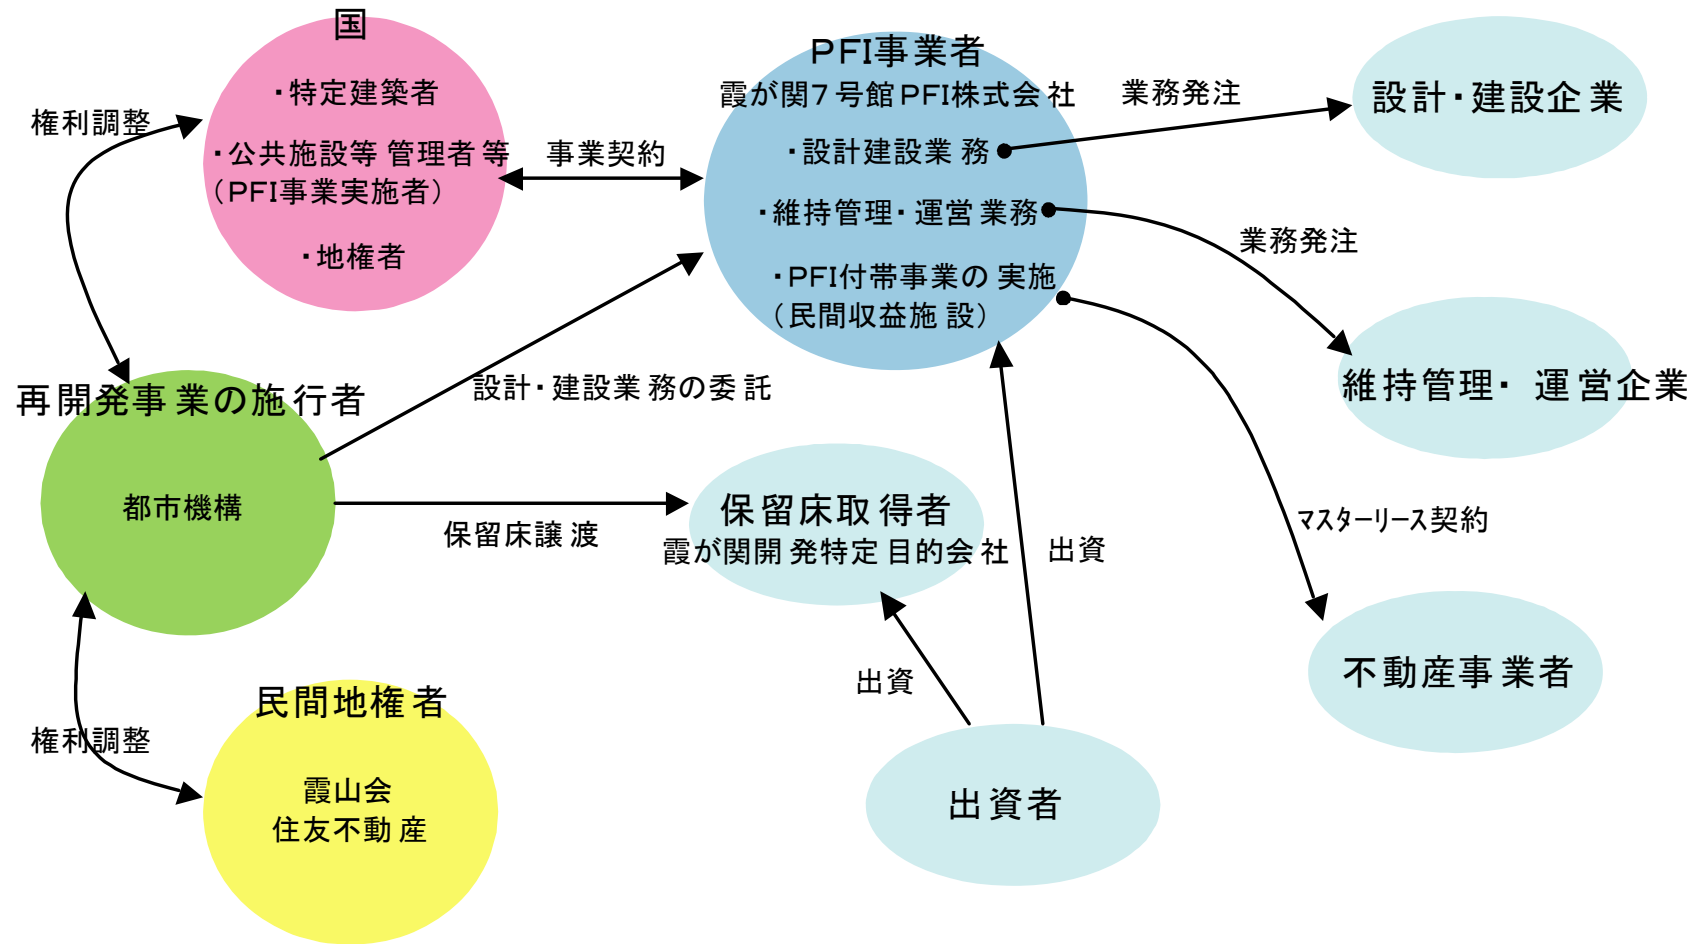 国
・特定建築者
・公共施設等管理者等
（PFI事業実施者）
・地権者
権利調整
事業契約
PFI事業者
霞が関7号館PFI株式会社
・設計建設業務
・維持管理・運営業務
・PFI付帯事業の実施
（民間収益施設）
業務発注
設計・建設企業
業務発注
維持管理・運営企業
再開発事業の施行者
都市機構
設計・建設業務の委託
保留床譲渡
保留床取得者
霞が関開発特定目的会社
出資
マスターリース契約
不動産事業者
出資
出資者
権利調整
民間地権者
霞山会
住友不動産